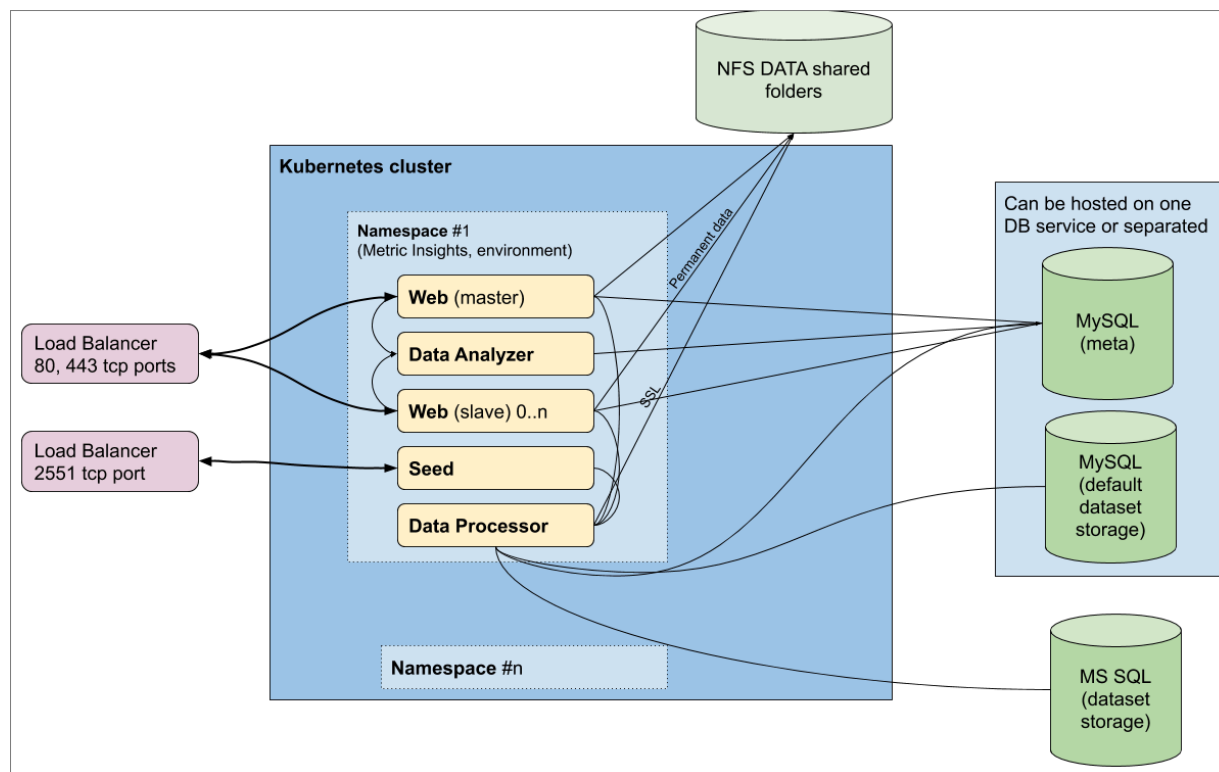 NFS DATA shared
folders
Kubernetes cluster
Namespace #1
(Metric Insights, environment)
Web (master)
Data Analyzer
Web (slave) 0..n
Seed
Data Processor
Permanent data
SSL
Load Balancer
80, 443 tcp ports
Load Balancer
2551 tcp port
Can be hosted on one
DB service or separated
MySQL
(meta)
MySQL
(default
dataset
storage)
Namespace #n
MS SQL
(dataset
storage)